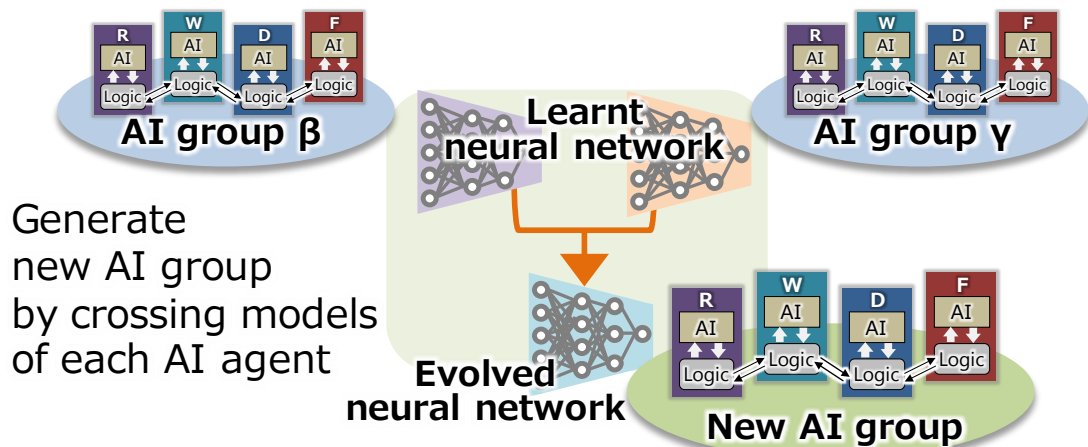 R W D F
AI AI AI AI
Logic Logic Logic Logic
AI group β
R W D F
AI AI AI AI
Logic Logic Logic Logic
AI group γ
Learnt
neural network
Generate
new AI group
by crossing models
of each AI agent
Evolved
neural network
R W D F
AI AI AI AI
Logic Logic Logic Logic
New AI group